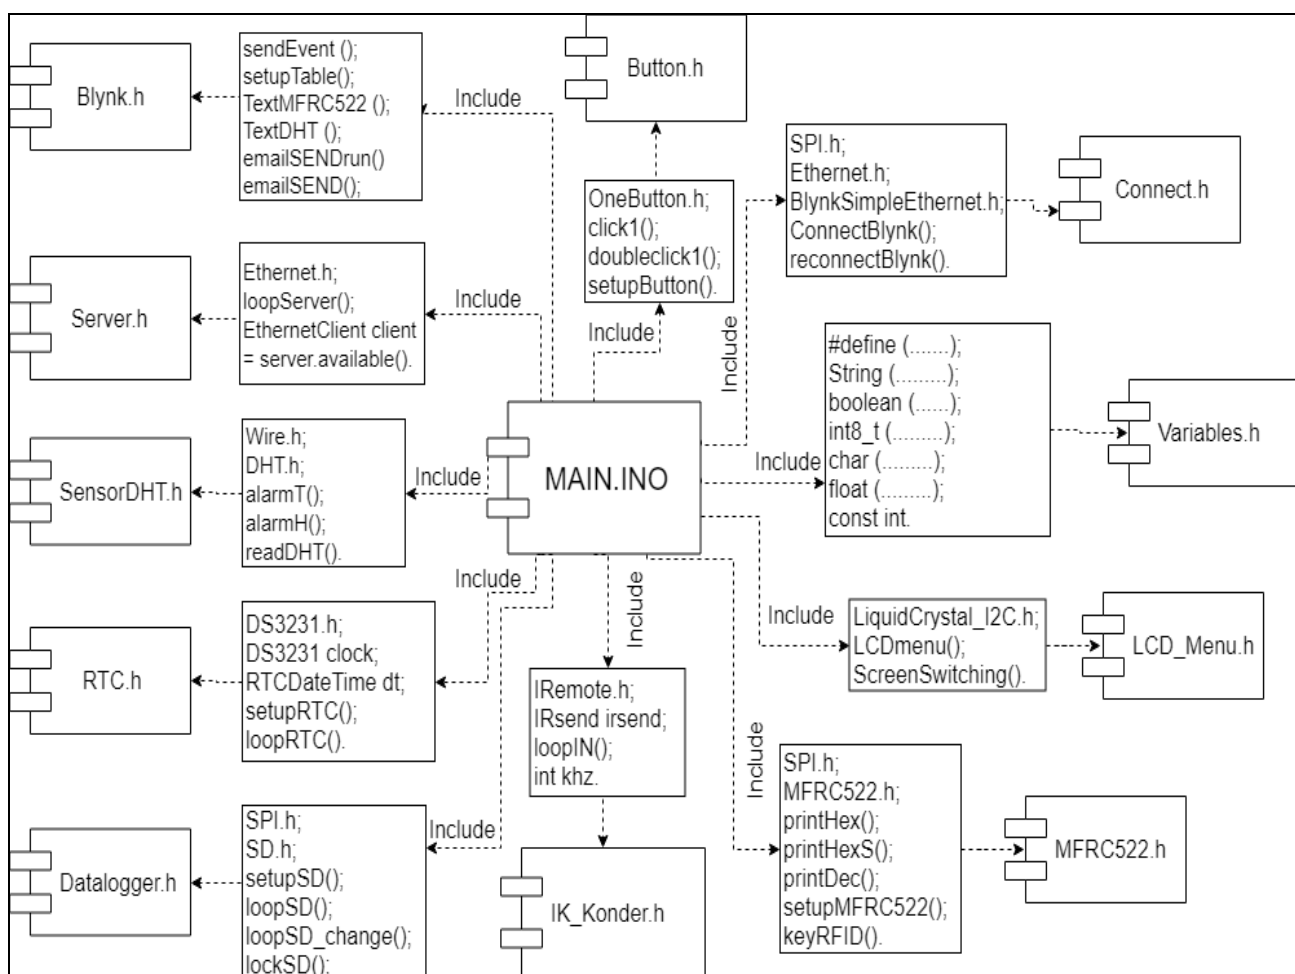 Blynk.h
sendEvent ();
setupTable();
TextMFRC522 ();
TextDHT ();
emailSENDrun()
emailSEND();
Include
Button.h
OneButton.h;
click1();
doubleclick1();
setupButton().
Include
SPI.h;
Ethernet.h;
BlynkSimpleEthernet.h;
ConnectBlynk();
reconnectBlynk().
Connect.h
Include
Server.h
Ethernet.h;
loopServer();
EthernetClient client
= server.available().
Include
#define (.......);
String (.........);
boolean (......);
int8_t (.........);
char (.........);
float (.........);
const int.
Variables.h
Include
SensorDHT.h
Wire.h;
DHT.h;
alarmT();
alarmH();
readDHT().
Include
MAIN.INO
RTC.h
DS3231.h;
DS3231 clock;
RTCDateTime dt;
setupRTC();
loopRTC().
Include
Include
IRemote.h;
IRsend irsend;
loopIN();
int khz.
IK_Konder.h
Include
LiquidCrystal_I2C.h;
LCDmenu();
ScreenSwitching().
LCD_Menu.h
Datalogger.h
SPI.h;
SD.h;
setupSD();
loopSD();
loopSD_change();
lockSD();
Include
Include
SPI.h;
MFRC522.h;
printHex();
printHexS();
printDec();
setupMFRC522();
keyRFID().
MFRC522.h